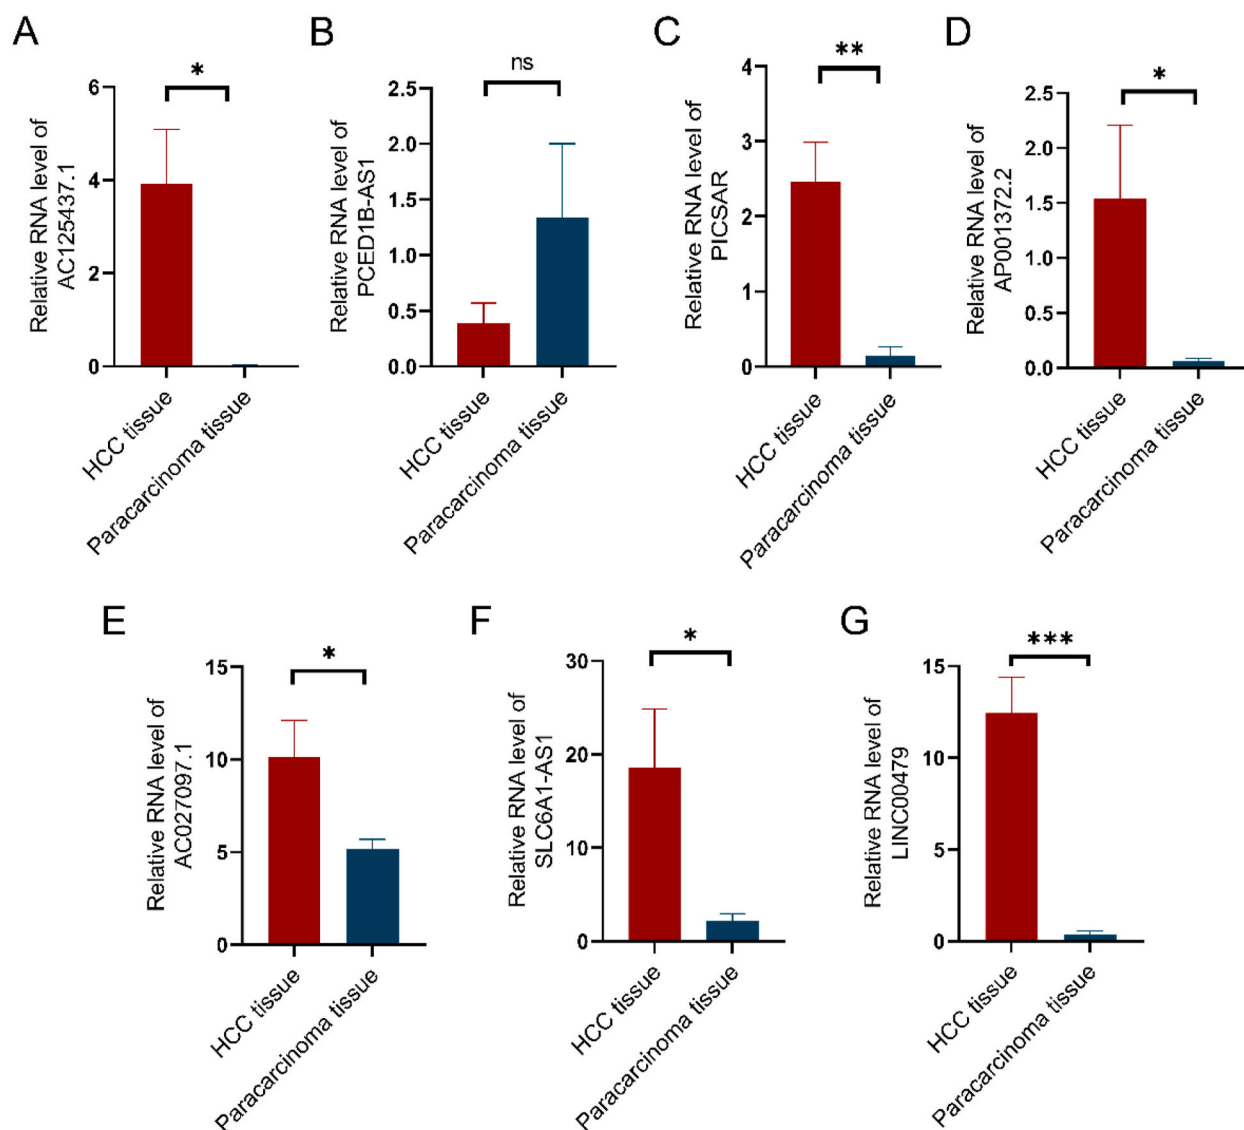 A
Relative RNA level of
AC125437.1
6
4
2
0
*
HCC tissue
Paracarcinoma tissue
B
Relative RNA level of
PCED1B-AS1
2.5
2.0
1.5
1.0
0.5
0.0
ns
HCC tissue
Paracarcinoma tissue
C
Relative RNA level of
PICSAR
4
3
2
1
0
**
HCC tissue
Paracarcinoma tissue
D
Relative RNA level of
AP001372.2
2.5
2.0
1.5
1.0
0.5
0.0
*
HCC tissue
Paracarcinoma tissue
E
Relative RNA level of
AC027097.1
15
10
5
0
*
HCC tissue
Paracarcinoma tissue
F
Relative RNA level of
SLC6A1-AS1
30
20
10
0
*
HCC tissue
Paracarcinoma tissue
G
Relative RNA level of
LINC00479
15
10
5
0
***
HCC tissue
Paracarcinoma tissue